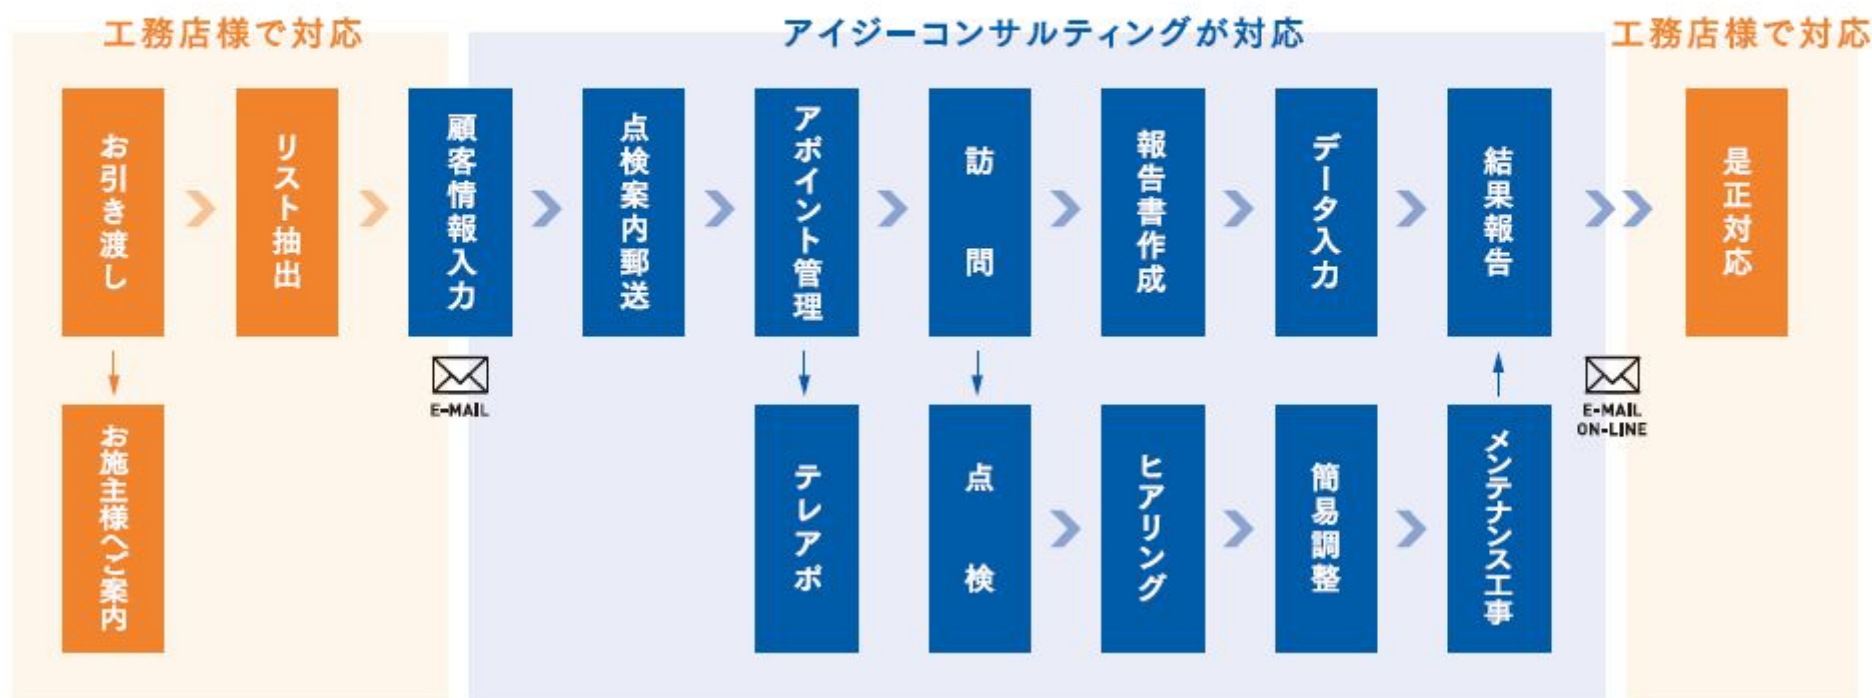 工務店様で対応
アイジーコンサルティングが対応
工務店様で対応
お引き渡し
リスト抽出
顧客情報入力
点検案内郵送
アポイント管理
訪問
報告書作成
データ入力
結果報告
是正対応
E-MAIL
E-MAIL
ON-LINE
お施主様へご案内
テレアポ
点検
ヒアリング
簡易調整
メンテナンス工事